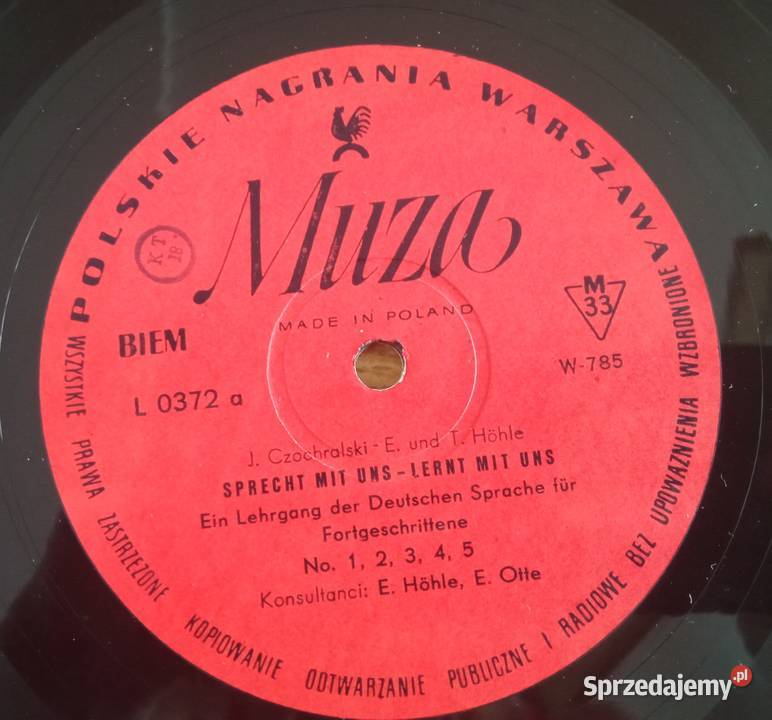 POLSKIE NAGRANIA WARSZAWA
Muza
K T.
18.
MADE IN POLAND
BIEM
M
33
W-785
L 0372 a
J. Czochralski - E. und T. Höhle
SPRECHT MIT UNS - LERNT MIT UNS
Ein Lehrgang der Deutschen Sprache für
Fortgeschrittene
No. 1, 2, 3, 4, 5
Konsultanci: E. Höhle, E. Otte
WSZYSTKIE PRAWA ZASTRZEŻONE KOPIOWANIE ODTWARZANIE PUBLICZNE I RADIOWE BEZ UPOWAŻNIENIA WZBRONIONE
Sprzedajemy.pl